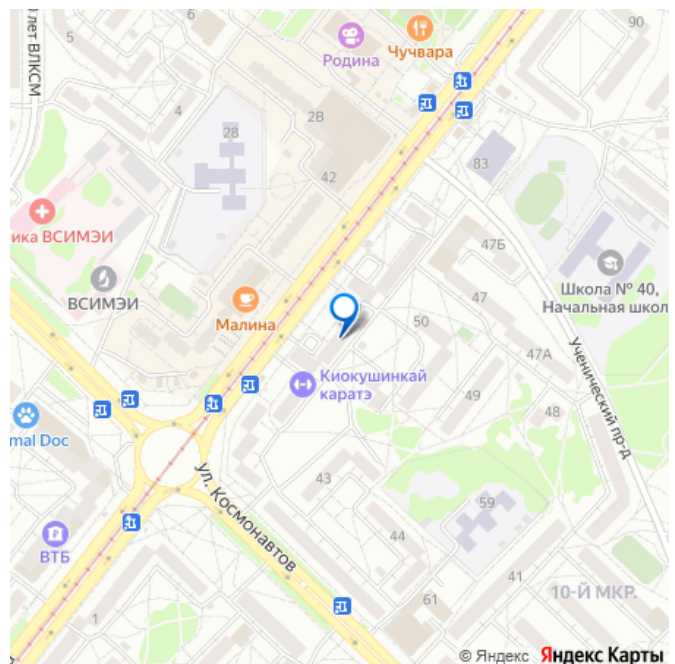 90
лет ВЛКСМ
5
Родина
Чучвара
4
2В
28
42
83
ика ВСИМЭИ
47Б
ВСИМЭИ
Школа № 40,
Начальная школ
47
Малина
50
47А
Киокушинкай
каратэ
Ученический пр-д
49
48
mal Doc
43
ул. Космонавтов
59
44
ВТБ
41
10-Й МКР.
61
1
© Яндекс Яндекс Карты